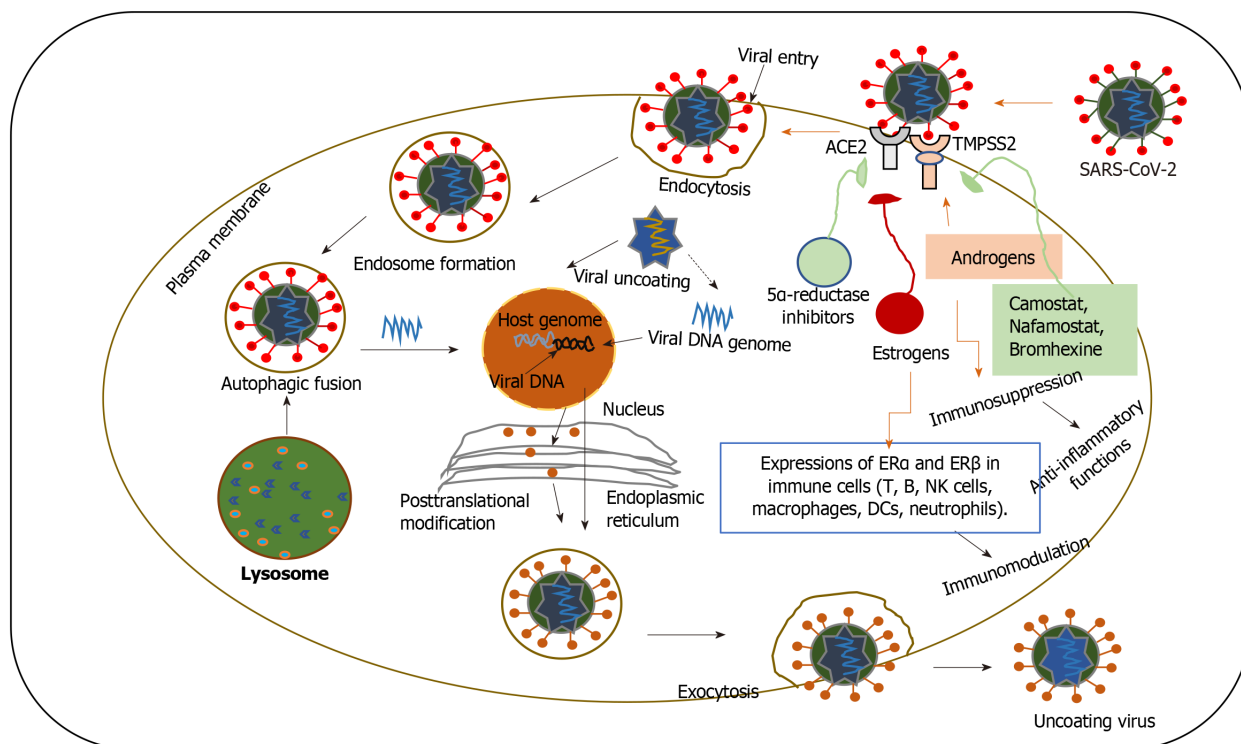 Viral entry
ACE2
TMPSS2
SARS-CoV-2
Endocytosis
Plasma membrane
Endosome formation
Viral uncoating
5α-reductase
inhibitors
Androgens
Camostat,
Nafamostat,
Bromhexine
Host genome
Viral DNA genome
Estrogens
Viral DNA
Autophagic fusion
Immunosuppression
Nucleus
Anti-inflammatory
functions
Expressions of ERα and ERβ in
immune cells (T, B, NK cells,
macrophages, DCs, neutrophils).
Posttranslational
modification
Endoplasmic
reticulum
Lysosome
Immunomodulation
Exocytosis
Uncoating virus